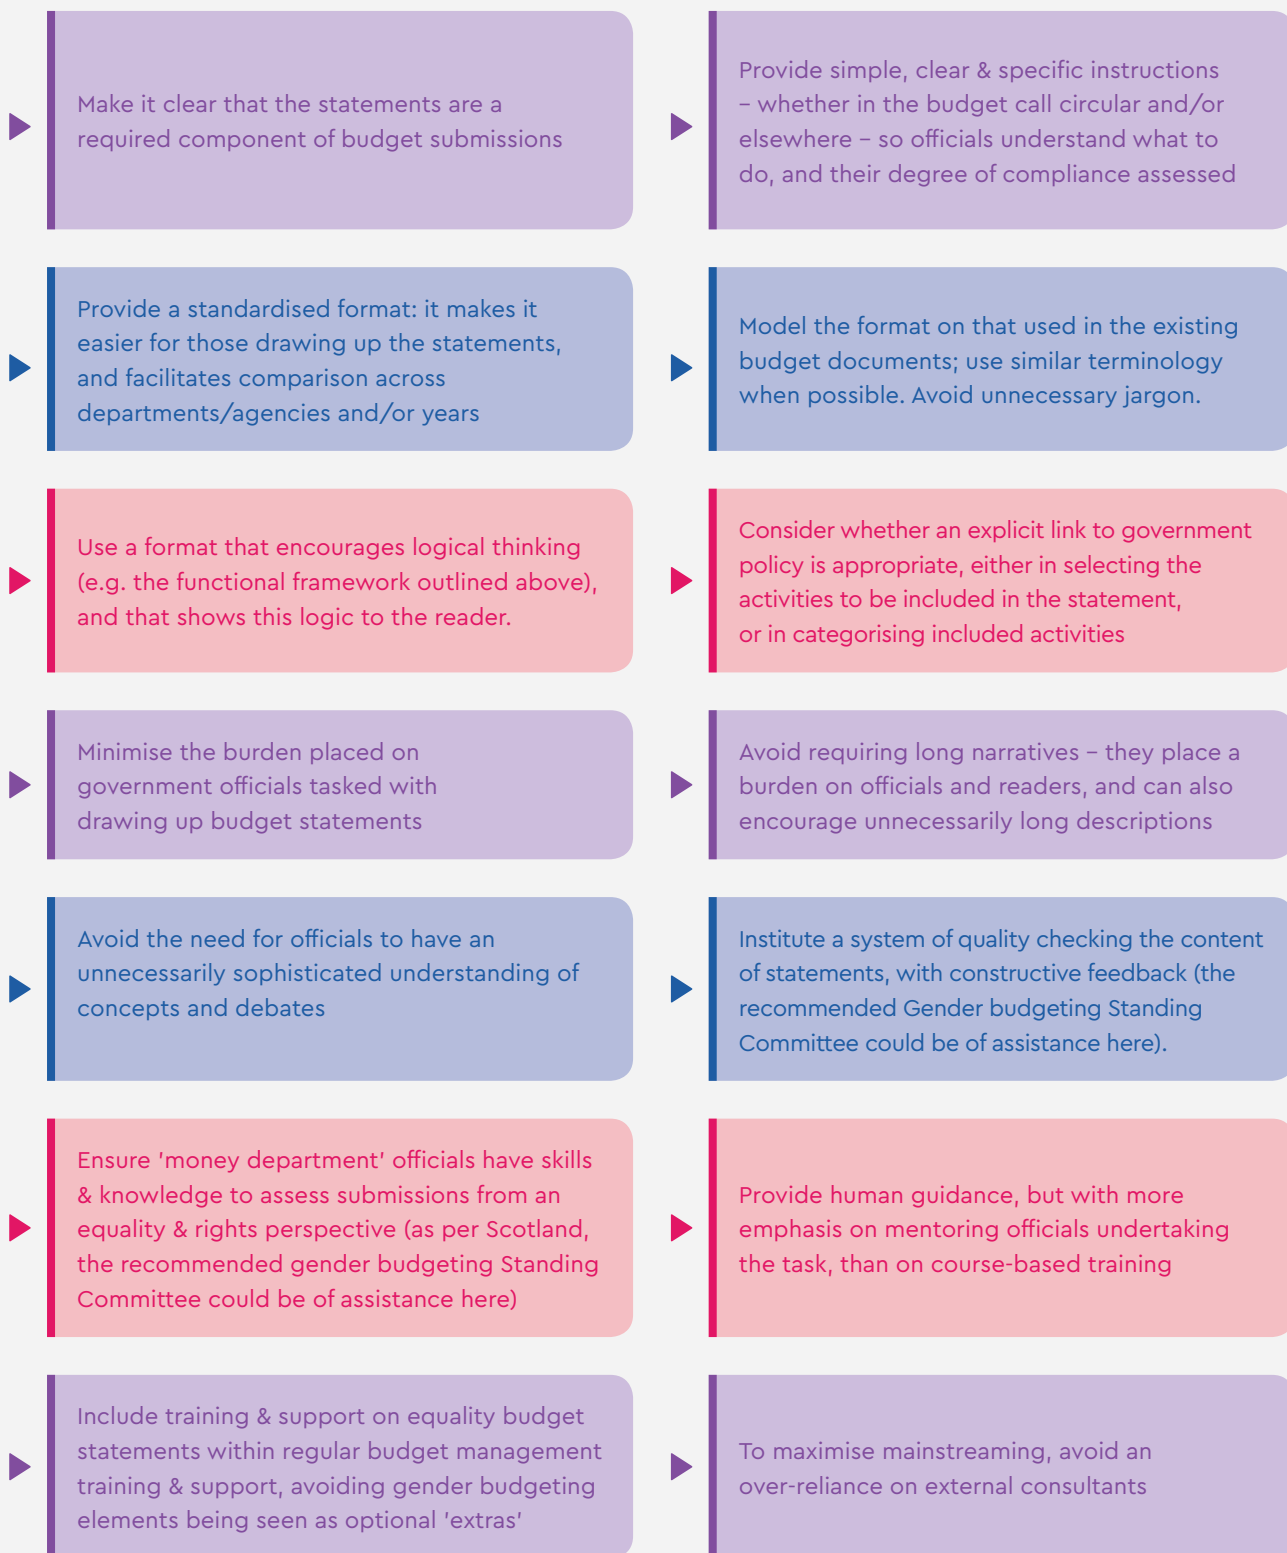 Make it clear that the statements are a
required component of budget submissions
Provide simple, clear & specific instructions
– whether in the budget call circular and/or
elsewhere – so officials understand what to
do, and their degree of compliance assessed
Provide a standardised format: it makes it
easier for those drawing up the statements,
and facilitates comparison across
departments/agencies and/or years
Model the format on that used in the existing
budget documents; use similar terminology
when possible. Avoid unnecessary jargon.
Use a format that encourages logical thinking
(e.g. the functional framework outlined above),
and that shows this logic to the reader.
Consider whether an explicit link to government
policy is appropriate, either in selecting the
activities to be included in the statement,
or in categorising included activities
Minimise the burden placed on
government officials tasked with
drawing up budget statements
Avoid requiring long narratives – they place a
burden on officials and readers, and can also
encourage unnecessarily long descriptions
Avoid the need for officials to have an
unnecessarily sophisticated understanding of
concepts and debates
Institute a system of quality checking the content
of statements, with constructive feedback (the
recommended Gender budgeting Standing
Committee could be of assistance here).
Ensure 'money department' officials have skills
& knowledge to assess submissions from an
equality & rights perspective (as per Scotland,
the recommended gender budgeting Standing
Committee could be of assistance here)
Provide human guidance, but with more
emphasis on mentoring officials undertaking
the task, than on course-based training
Include training & support on equality budget
statements within regular budget management
training & support, avoiding gender budgeting
elements being seen as optional 'extras'
To maximise mainstreaming, avoid an
over-reliance on external consultants